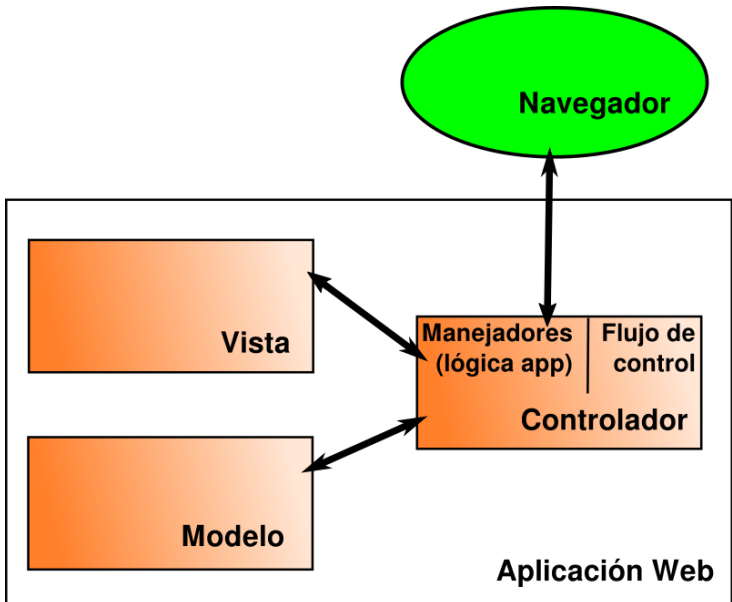 Navegador
Vista
Manejadores
(lógica app)
Flujo de
control
Controlador
Modelo
Aplicación Web